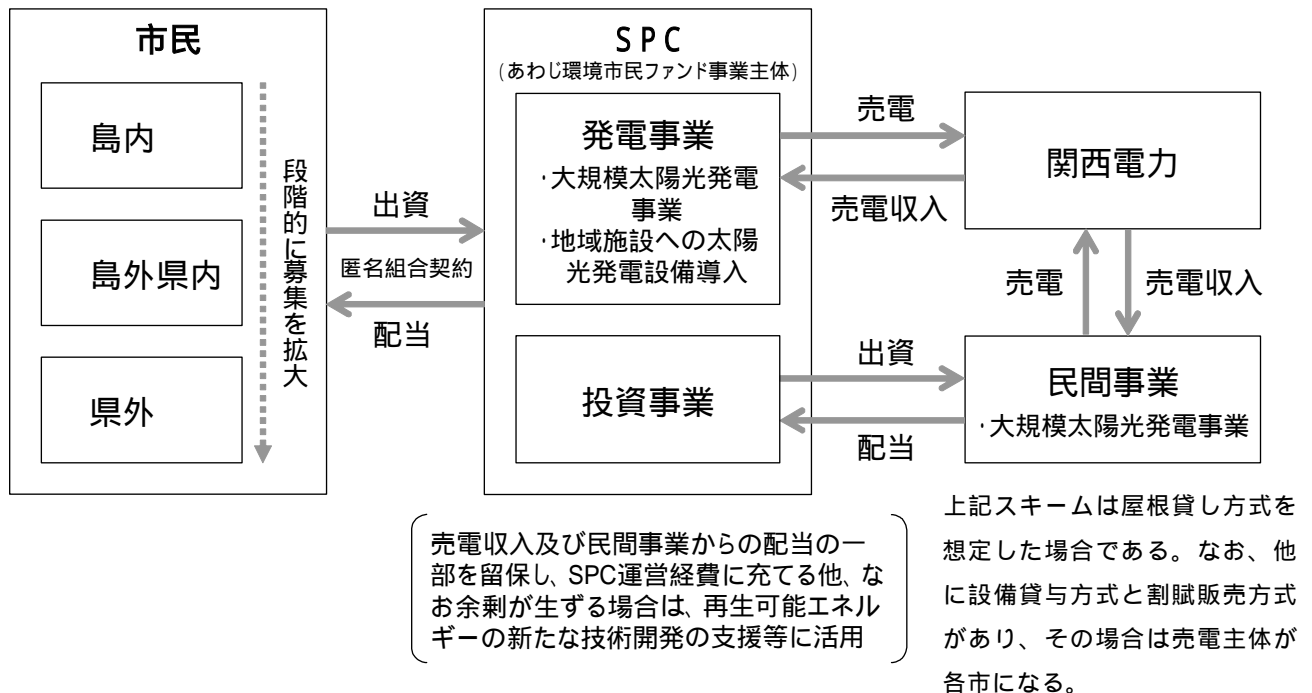 市民
島内
島外県内
県外
段階的に募集を拡大
出資
匿名組合契約
配当
SPC
(あわじ環境市民ファンド事業主体)
発電事業
・大規模太陽光発電
事業
・地域施設への太陽
光発電設備導入
投資事業
売電
売電収入
関西電力
売電
売電収入
出資
配当
民間事業
・大規模太陽光発電事業
売電収入及び民間事業からの配当の一
部を留保し、SPC運営経費に充てる他、な
お余剰が生ずる場合は、再生可能エネル
ギーの新たな技術開発の支援等に活用
上記スキームは屋根貸し方式を
想定した場合である。なお、他
に設備貸与方式と割賦販売方式
があり、その場合は売電主体が
各市になる。